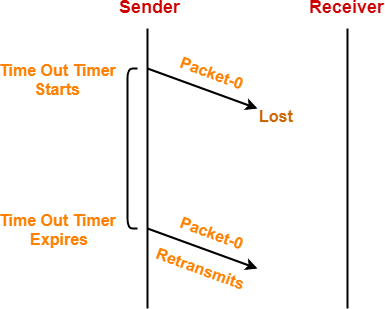 Sender
Receiver
Time Out Timer
Starts
Packet-0
Lost
Time Out Timer
Expires
Packet-0
Retransmits